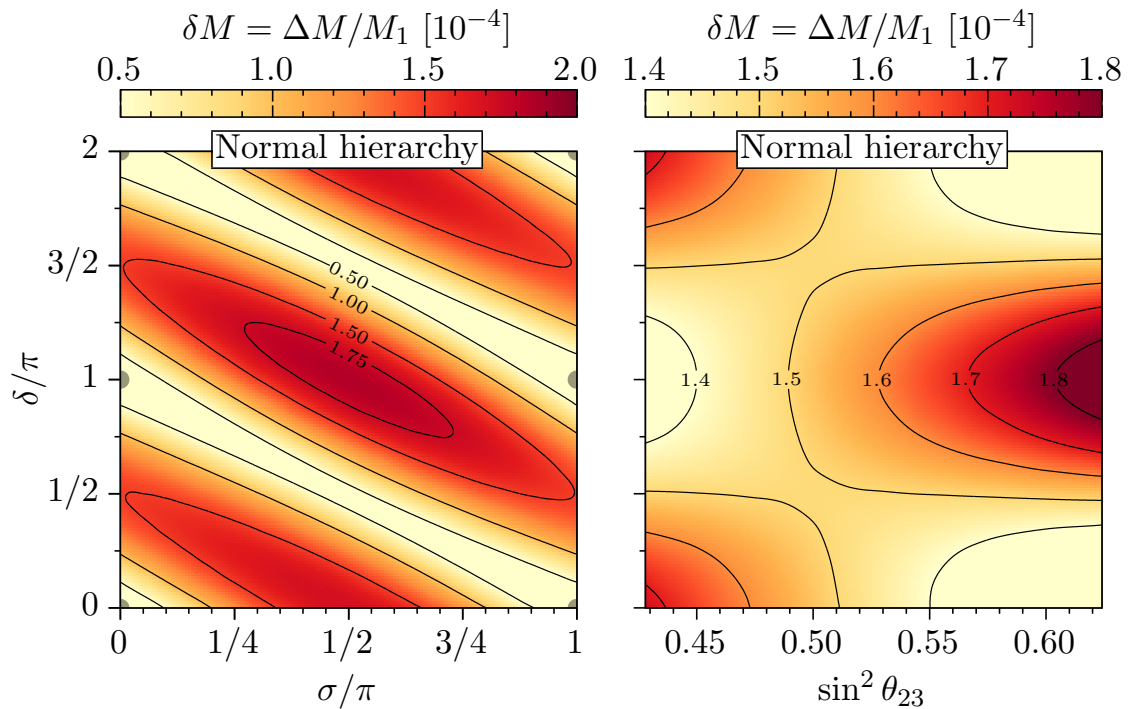 δM = ΔM/M₁ [10⁻⁴]
0.5 1.0 1.5 2.0
Normal hierarchy
2
3/2
1
1/2
0
δ/π
0.50
1.00
1.50
1.75
0 1/4 1/2 3/4 1
σ/π
δM = ΔM/M₁ [10⁻⁴]
1.4 1.5 1.6 1.7 1.8
Normal hierarchy
1.4 1.5 1.6 1.7 1.8
0.45 0.50 0.55 0.60
sin² θ₂₃